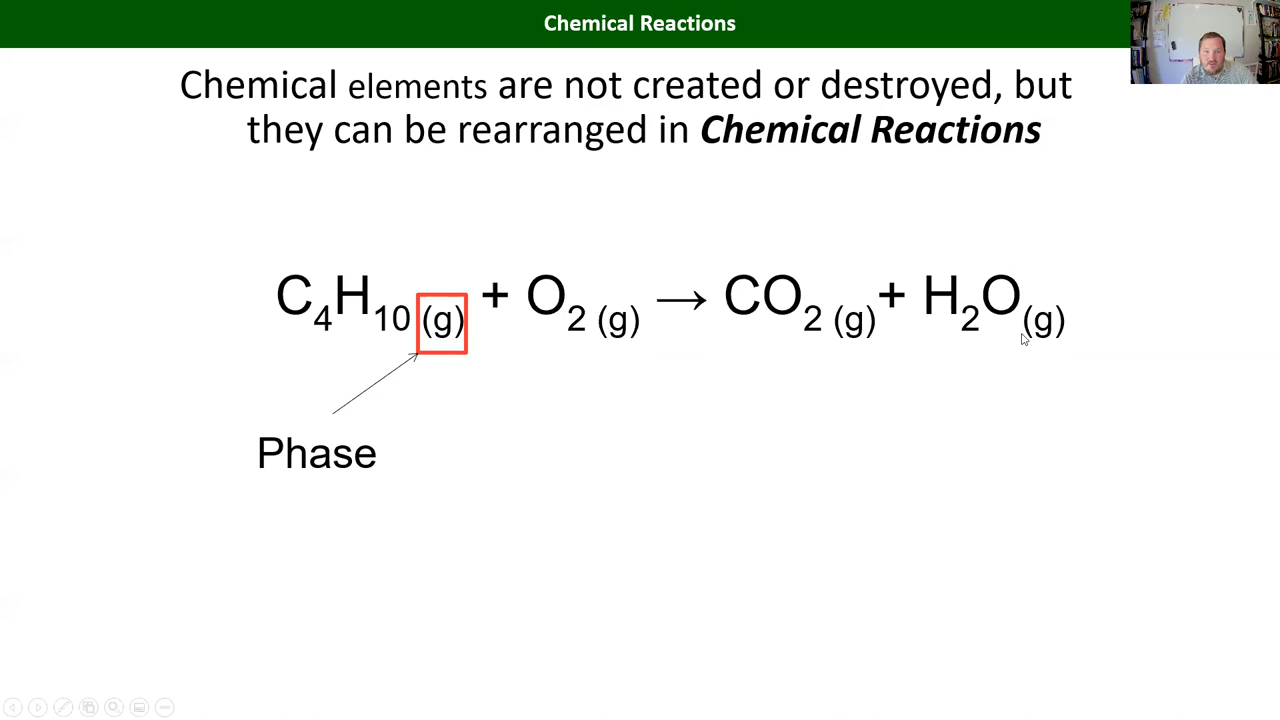 Chemical Reactions
Chemical elements are not created or destroyed, but
they can be rearranged in Chemical Reactions
C₄H₁₀ (g) + O₂ (g) → CO₂ (g) + H₂O(g)
Phase